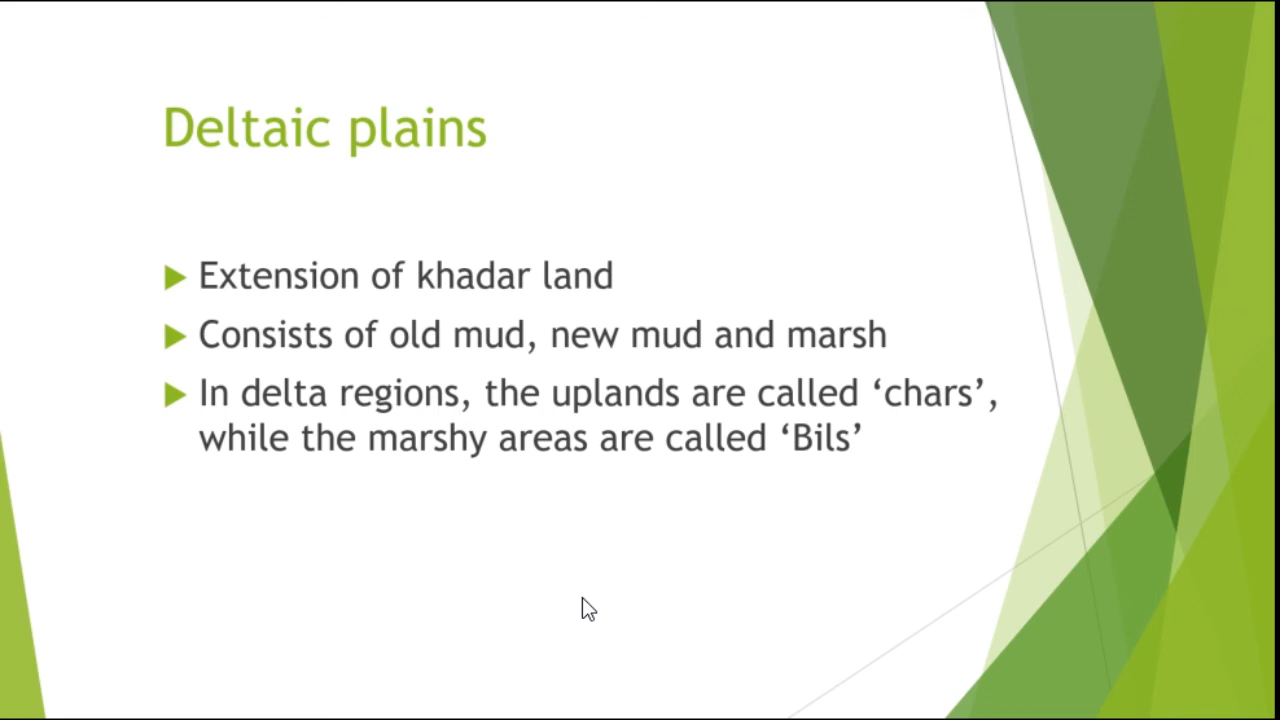 Deltaic plains
Extension of khadar land
Consists of old mud, new mud and marsh
In delta regions, the uplands are called ‘chars’,
while the marshy areas are called ‘Bils’